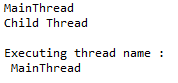 MainThread
Child Thread

Executing thread name :
 MainThread